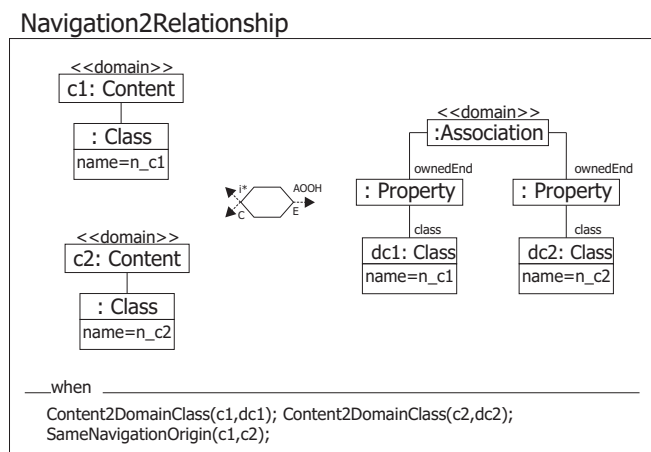 Navigation2Relationship
<<domain>>
c1: Content
: Class
name=n_c1
<<domain>>
c2: Content
: Class
name=n_c2
i*
C
AOOH
E
<<domain>>
:Association
ownedEnd
ownedEnd
: Property
: Property
class
class
dc1: Class
name=n_c1
dc2: Class
name=n_c2
when
Content2DomainClass(c1,dc1); Content2DomainClass(c2,dc2);
SameNavigationOrigin(c1,c2);